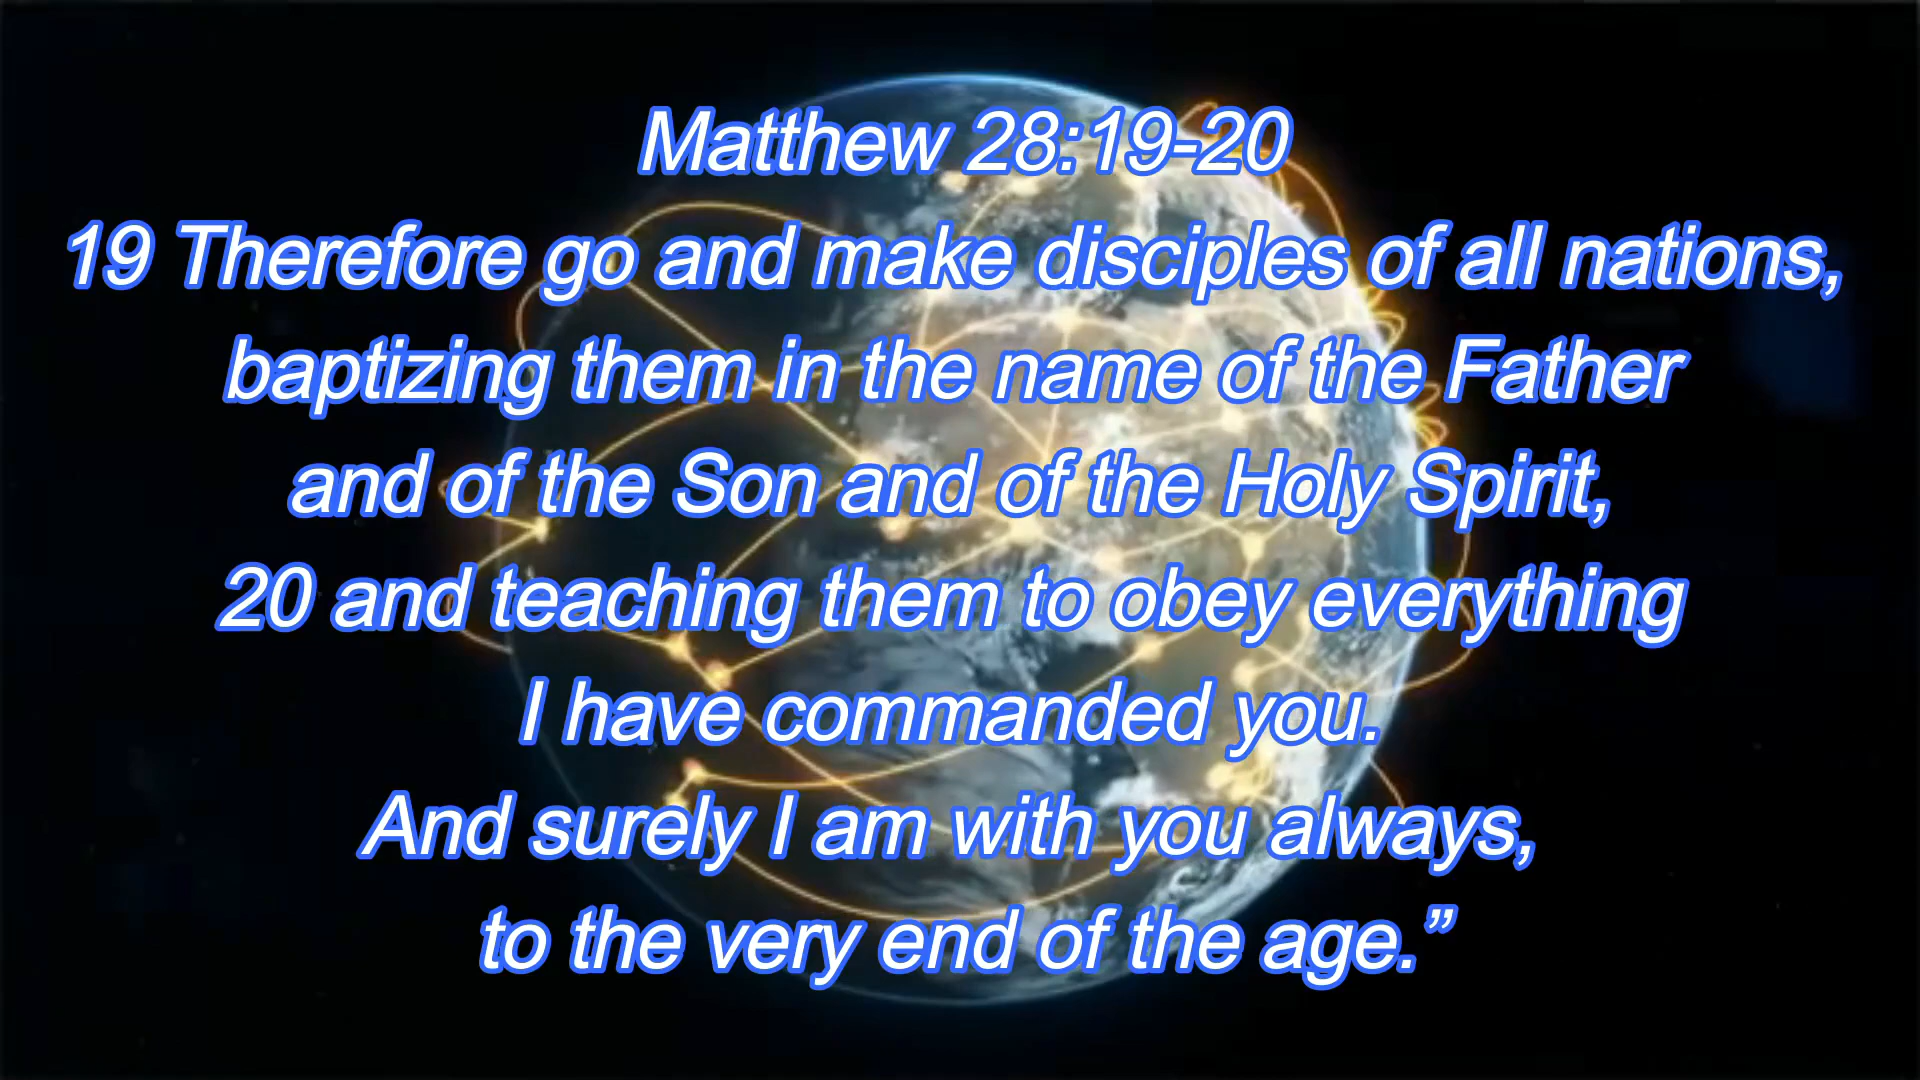 Matthew 28:19-20
19 Therefore go and make disciples of all nations,
baptizing them in the name of the Father
and of the Son and of the Holy Spirit,
20 and teaching them to obey everything
I have commanded you.
And surely I am with you always,
to the very end of the age.”